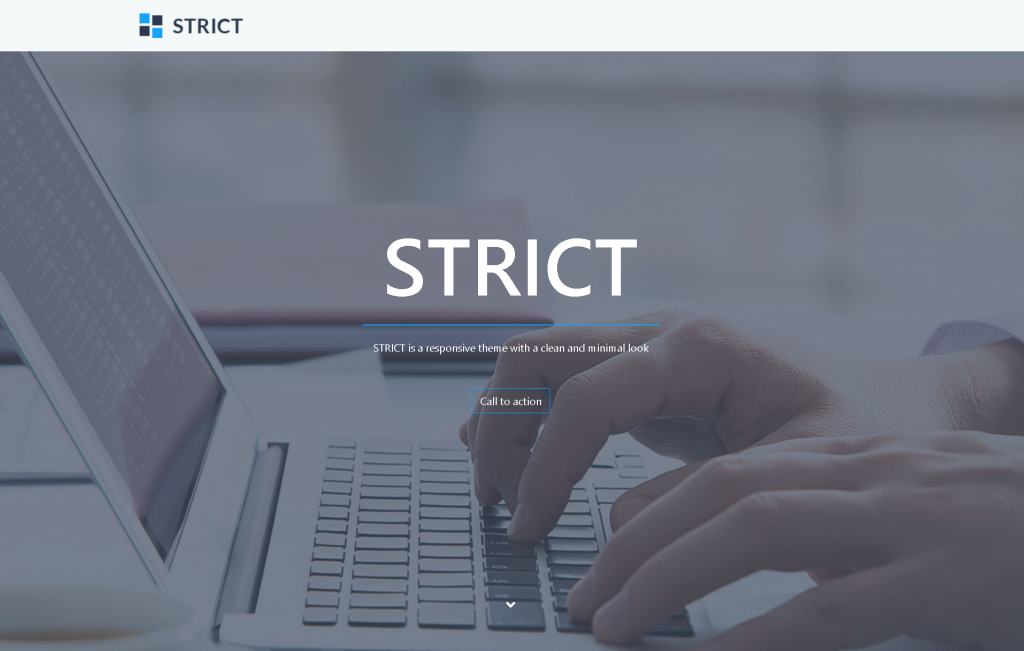 STRICT
STRICT
STRICT is a responsive theme with a clean and minimal look
Call to action